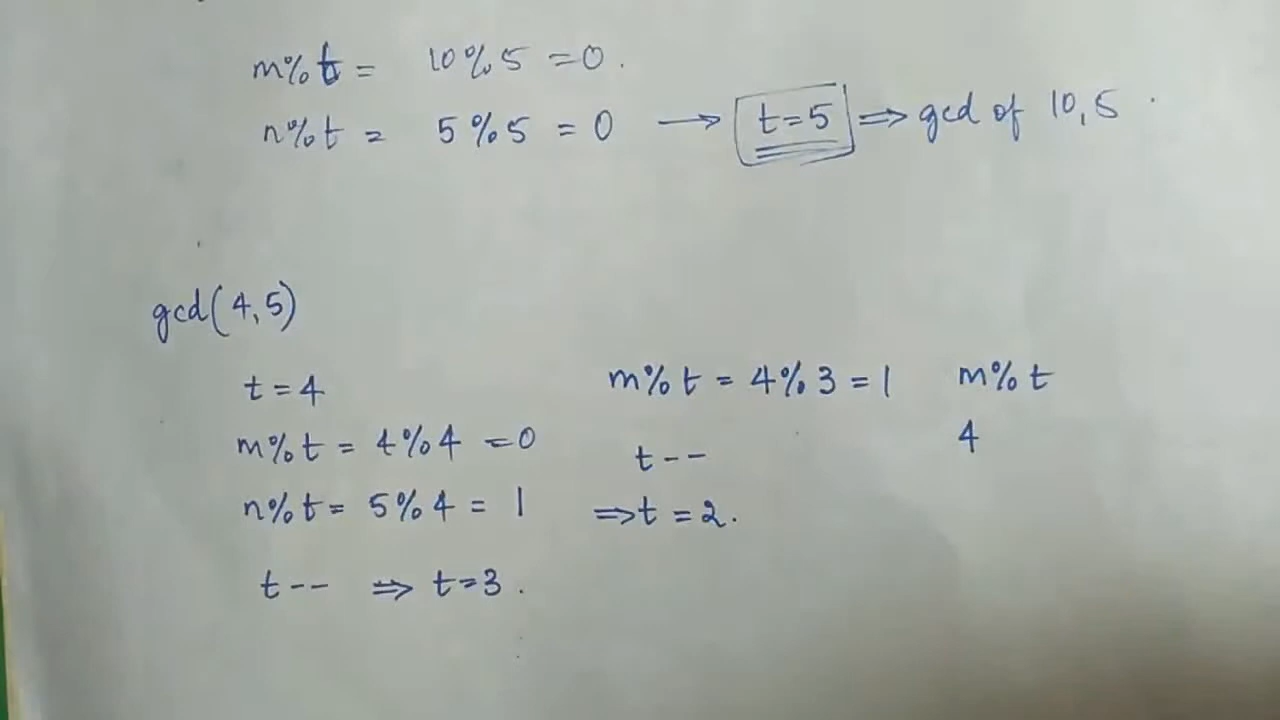 m%t = 10%5 =0.
n%t = 5%5 = 0 → t=5 ⇒ gcd of 10,5
gcd(4,5)
t=4
m%t = 4%4 =0
n%t = 5%4 = 1
t-- ⇒ t=3.
m%t = 4%3 = 1
t--
⇒t =2.
m%t
4